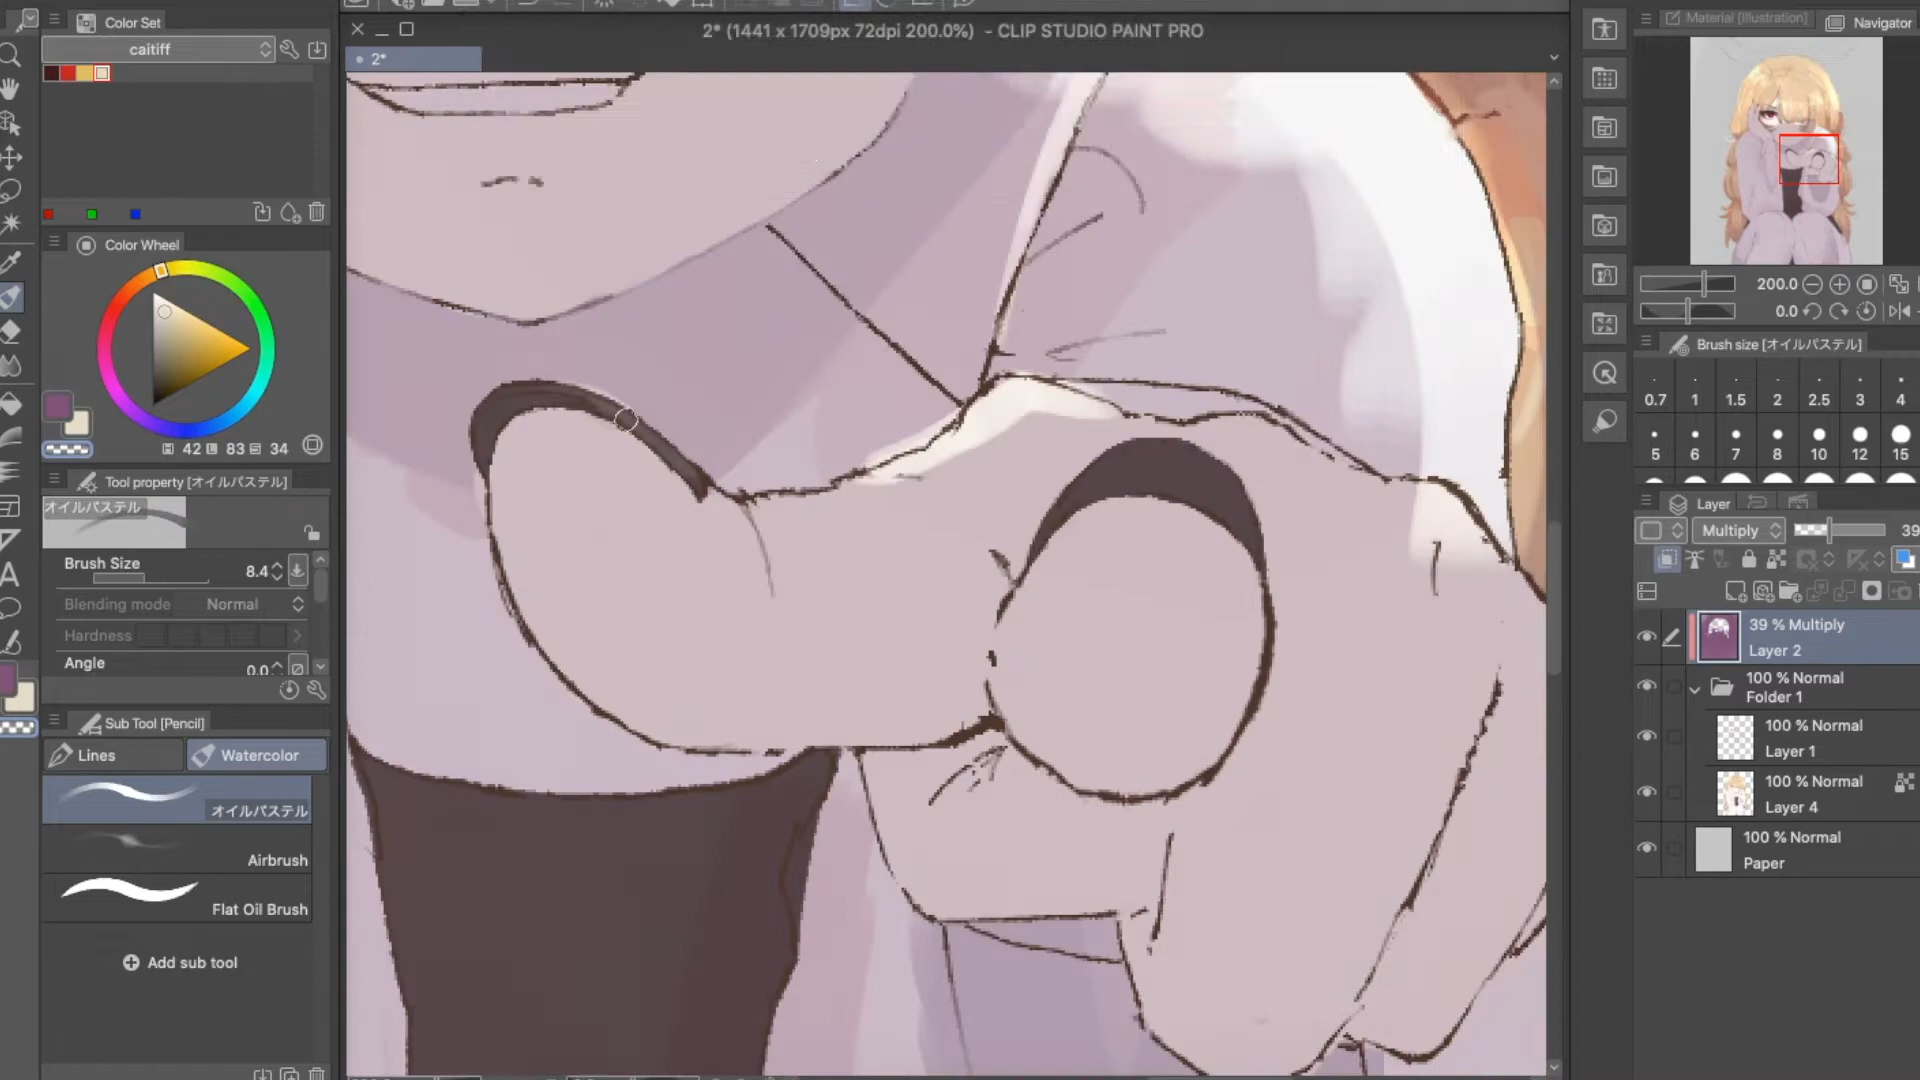 Color Set
Material [Illustration]
Navigator
2* (1441 x 1709px 72dpi 200.0%) - CLIP STUDIO PAINT PRO
caitiff
2*
Color Wheel
200.0
0.0
Brush size [オイルパステル]
0.7 1 1.5 2 2.5 3 4
5 6 7 8 10 12 15
42 83 34
Tool property [オイルパステル]
オイルパステル
Brush Size 8.4
Blending mode Normal
Hardness
Angle 0.0
Layer
Multiply 39
39 % Multiply
Layer 2
100 % Normal
Folder 1
100 % Normal
Layer 1
100 % Normal
Layer 4
100 % Normal
Paper
Sub Tool [Pencil]
Lines
Watercolor
オイルパステル
Airbrush
Flat Oil Brush
Add sub tool